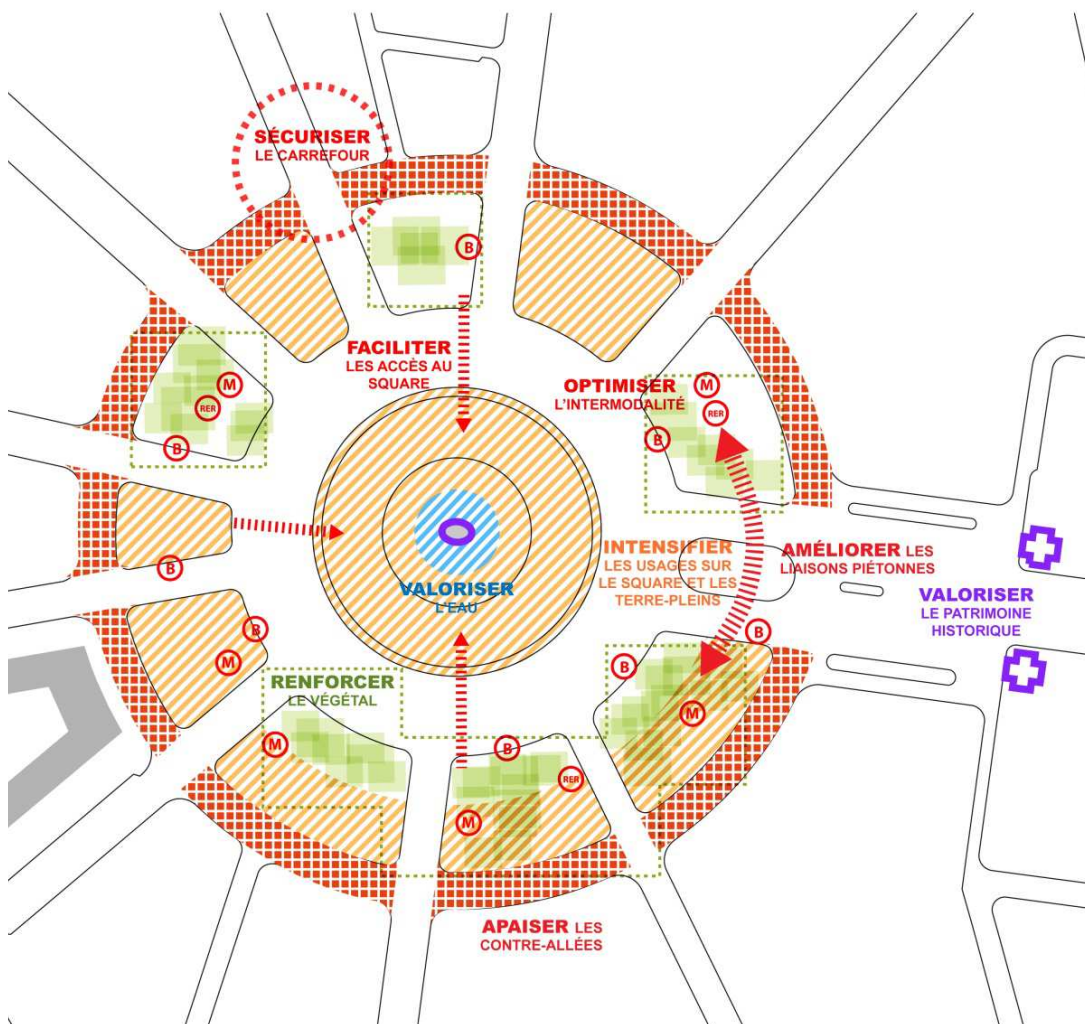 SÉCURISER
LE CARREFOUR
B
FACILITER
LES ACCÈS AU
SQUARE
OPTIMISER
L'INTERMODALITÉ
M
RER
B
M
RER
B
INTENSIFIER
LES USAGES SUR
LE SQUARE ET LES
TERRE-PLEINS
AMÉLIORER LES
LIAISONS PIÉTONNES
VALORISER
LE PATRIMOINE
HISTORIQUE
VALORISER
L'EAU
B
B
M
B
B
M
RENFORCER
LE VÉGÉTAL
M
B
RER
M
APAISER LES
CONTRE-ALLÉES